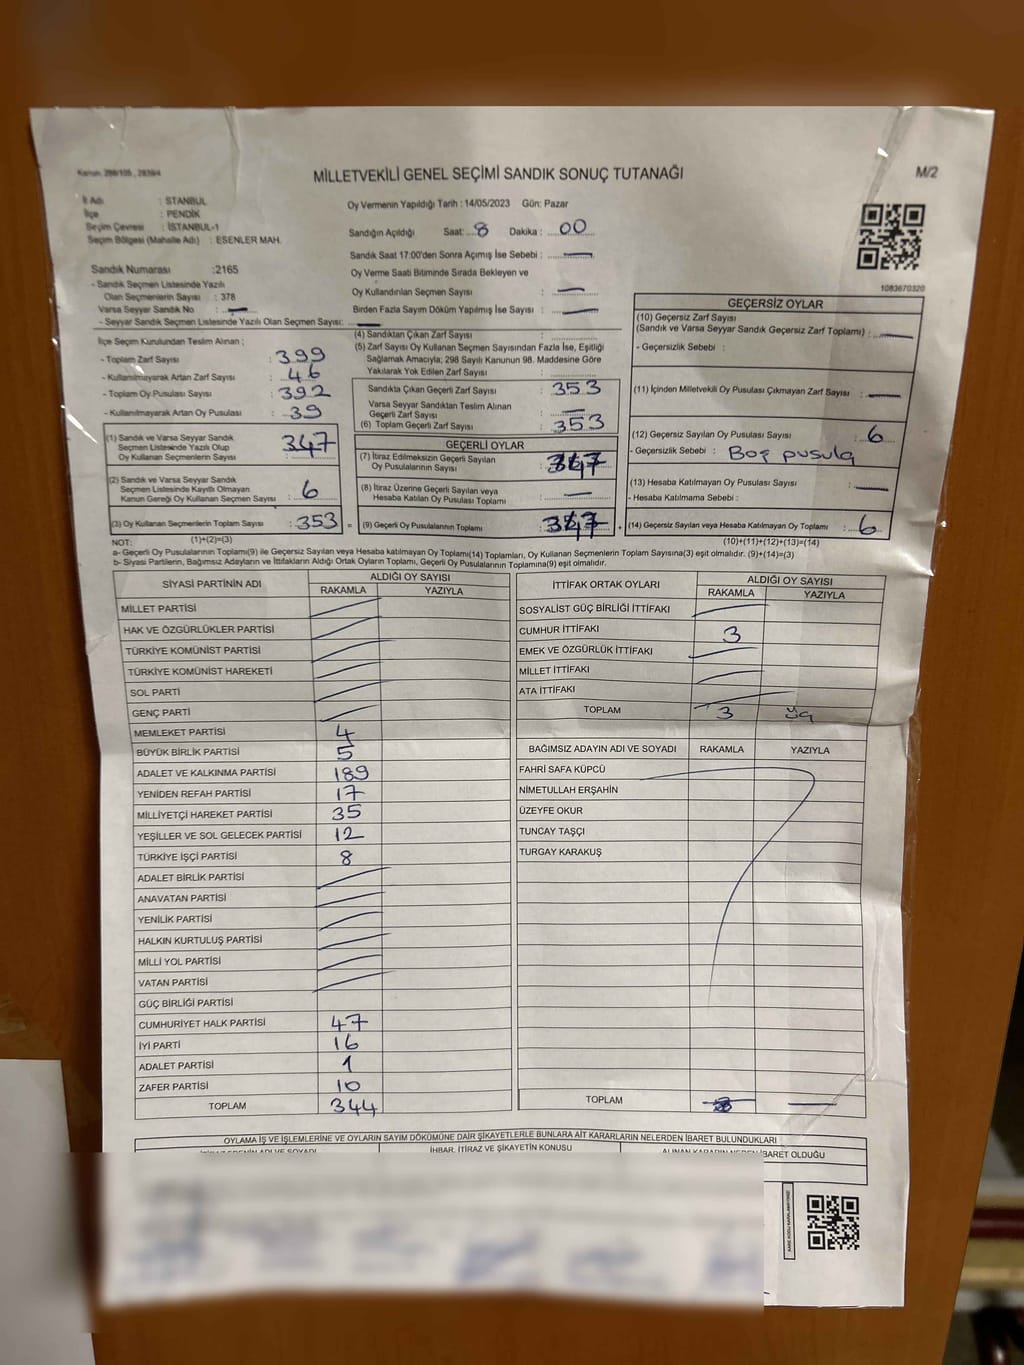 Kanun: 298/105 , 2839/4
MİLLETVEKİLİ GENEL SEÇİMİ SANDIK SONUÇ TUTANAĞI
M/2
İl Adı : STANBUL
İlçe : PENDİK
Seçim Çevresi : İSTANBUL-1
Seçim Bölgesi (Mahalle Adı) : ESENLER MAH.
Sandık Numarası :2165
- Sandık Seçmen Listesinde Yazılı
Olan Seçmenlerin Sayısı : 378
Varsa Seyyar Sandık No :
- Seyyar Sandık Seçmen Listesinde Yazılı Olan Seçmen Sayısı:
İlçe Seçim Kurulundan Teslim Alınan ;
- Toplam Zarf Sayısı : 399
- Kullanılmayarak Artan Zarf Sayısı : 46
- Toplam Oy Pusulası Sayısı : 392
- Kullanılmayarak Artan Oy Pusulası : 39
(1) Sandık ve Varsa Seyyar Sandık
Seçmen Listesinde Yazılı Olup
Oy Kullanan Seçmenlerin Sayısı : 347
(2) Sandık ve Varsa Seyyar Sandık
Seçmen Listesinde Kayıtlı Olmayan
Kanun Gereği Oy Kullanan Seçmen Sayısı : 6
(3) Oy Kullanan Seçmenlerin Toplam Sayısı : 353 =
Oy Vermenin Yapıldığı Tarih : 14/05/2023 Gün: Pazar
Sandığın Açıldığı Saat: 8 Dakika : 00
Sandık Saat 17:00'den Sonra Açımış İse Sebebi :
Oy Verme Saati Bitiminde Sırada Bekleyen ve
Oy Kullandırılan Seçmen Sayısı :
Birden Fazla Sayım Döküm Yapılmış İse Sayısı :
(4) Sandıktan Çıkan Zarf Sayısı :
(5) Zarf Sayısı Oy Kullanan Seçmen Sayısından Fazla İse, Eşitliği
Sağlamak Amacıyla; 298 Sayılı Kanunun 98. Maddesine Göre
Yakılarak Yok Edilen Zarf Sayısı :
Sandıkta Çıkan Geçerli Zarf Sayısı : 353
Varsa Seyyar Sandıktan Teslim Alınan
Geçerli Zarf Sayısı :
(6) Toplam Geçerli Zarf Sayısı : 353
GEÇERLİ OYLAR
(7) İtiraz Edilmeksizin Geçerli Sayılan
Oy Pusulalarının Sayısı : 347
(8) İtiraz Üzerine Geçerli Sayılan veya
Hesaba Katılan Oy Pusulası Toplamı :
(9) Geçerli Oy Pusulalarının Toplamı : 347 +
1083670320
GEÇERSİZ OYLAR
(10) Geçersiz Zarf Sayısı
(Sandık ve Varsa Seyyar Sandık Geçersiz Zarf Toplamı) :
- Geçersizlik Sebebi :
(11) İçinden Milletvekili Oy Pusulası Çıkmayan Zarf Sayısı :
(12) Geçersiz Sayılan Oy Pusulası Sayısı : 6
- Geçersizlik Sebebi : Boş pusula
(13) Hesaba Katılmayan Oy Pusulası Sayısı :
- Hesaba Katılmama Sebebi :
(14) Geçersiz Sayılan veya Hesaba Katılmayan Oy Toplamı : 6
NOT: (1)+(2)=(3)
(10)+(11)+(12)+(13)=(14)
a- Geçerli Oy Pusulalarının Toplamı(9) ile Geçersiz Sayılan veya Hesaba katılmayan Oy Toplamı(14) Toplamları, Oy Kullanan Seçmenlerin Toplam Sayısına(3) eşit olmalıdır. (9)+(14)=(3)
b- Siyasi Partilerin, Bağımsız Adayların ve İttifakların Aldığı Ortak Oyların Toplamı, Geçerli Oy Pusulalarının Toplamına(9) eşit olmalıdır.
SİYASİ PARTİNİN ADI ALDIĞI OY SAYISI
RAKAMLA YAZIYLA
MİLLET PARTİSİ
HAK VE ÖZGÜRLÜKLER PARTİSİ
TÜRKİYE KOMÜNİST PARTİSİ
TÜRKİYE KOMÜNİST HAREKETİ
SOL PARTİ
GENÇ PARTİ
MEMLEKET PARTİSİ 4
BÜYÜK BİRLİK PARTİSİ 5
ADALET VE KALKINMA PARTİSİ 189
YENİDEN REFAH PARTİSİ 17
MİLLİYETÇİ HAREKET PARTİSİ 35
YEŞİLLER VE SOL GELECEK PARTİSİ 12
TÜRKİYE İŞÇİ PARTİSİ 8
ADALET BİRLİK PARTİSİ
ANAVATAN PARTİSİ
YENİLİK PARTİSİ
HALKIN KURTULUŞ PARTİSİ
MİLLİ YOL PARTİSİ
VATAN PARTİSİ
GÜÇ BİRLİĞİ PARTİSİ
CUMHURİYET HALK PARTİSİ 47
İYİ PARTİ 16
ADALET PARTİSİ 1
ZAFER PARTİSİ 10
TOPLAM 344
İTTİFAK ORTAK OYLARI ALDIĞI OY SAYISI
RAKAMLA YAZIYLA
SOSYALİST GÜÇ BİRLİĞİ İTTİFAKI
CUMHUR İTTİFAKI 3
EMEK VE ÖZGÜRLÜK İTTİFAKI
MİLLET İTTİFAKI
ATA İTTİFAKI
TOPLAM 3
BAĞIMSIZ ADAYIN ADI VE SOYADI RAKAMLA YAZIYLA
FAHRİ SAFA KÜPCÜ
NİMETULLAH ERŞAHİN
ÜZEYFE OKUR
TUNCAY TAŞÇI
TURGAY KARAKUŞ
TOPLAM
OYLAMA İŞ VE İŞLEMLERİNE VE OYLARIN SAYIM DÖKÜMÜNE DAİR ŞİKAYETLERLE BUNLARA AİT KARARLARIN NELERDEN İBARET BULUNDUKLARI
İHBAR, İTİRAZ VE ŞİKAYETİN KONUSU
İBARET OLDUĞU